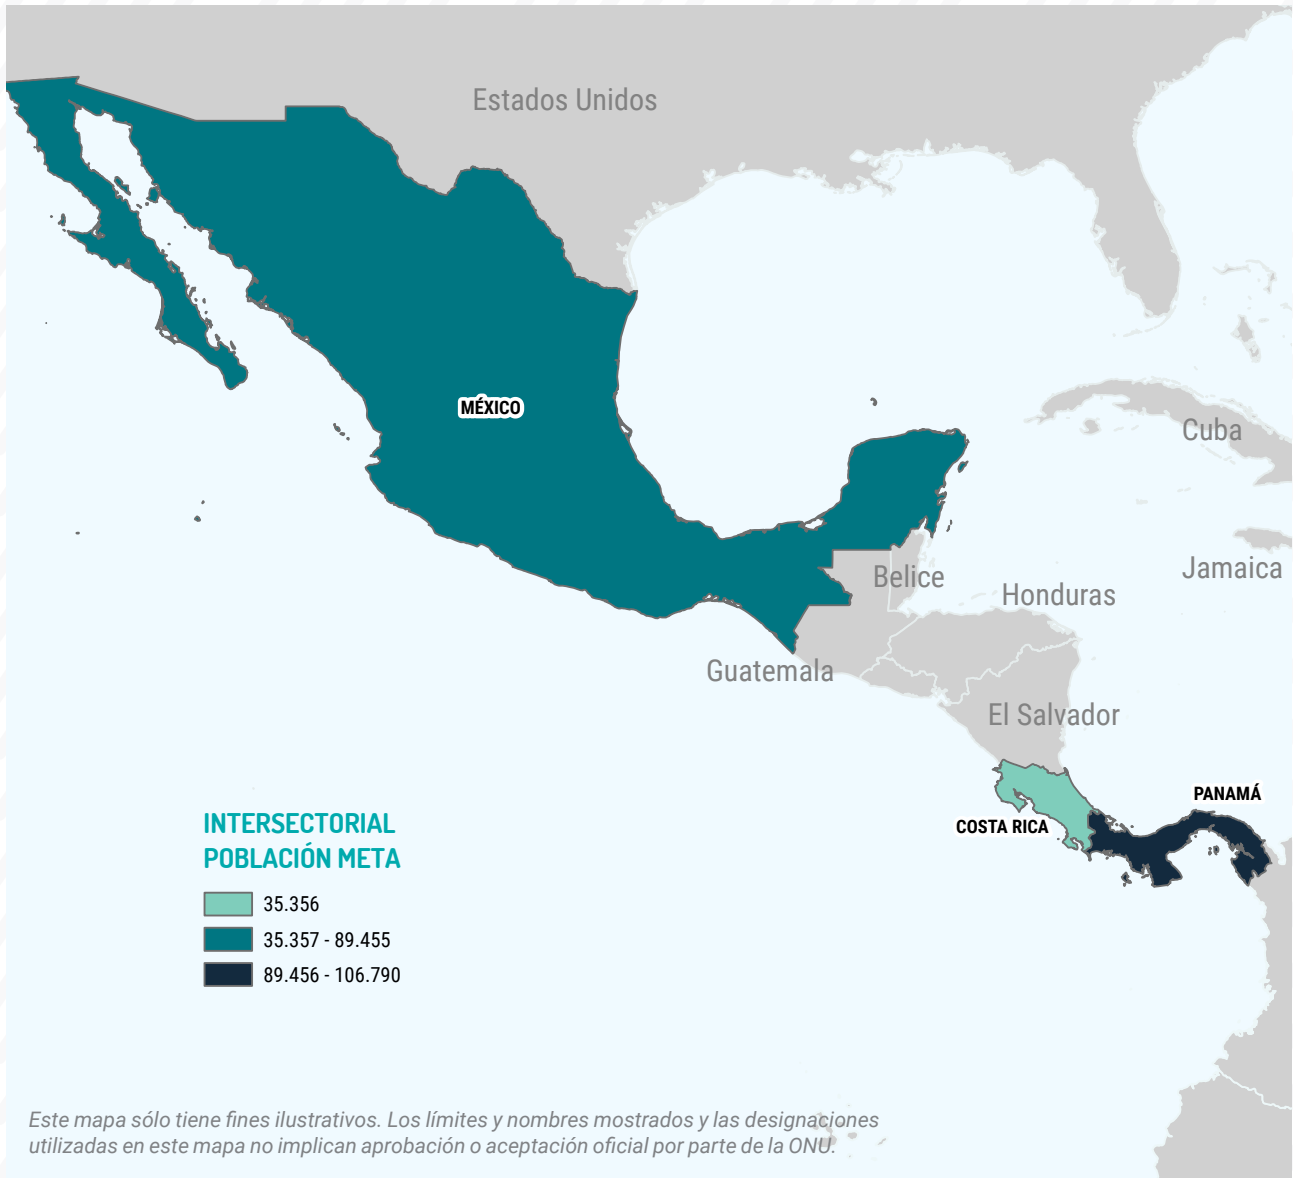 Estados Unidos
MÉXICO
Cuba
Jamaica
Belice
Honduras
Guatemala
El Salvador
PANAMÁ
COSTA RICA
INTERSECTORIAL
POBLACIÓN META
35.356
35.357 - 89.455
89.456 - 106.790
Este mapa sólo tiene fines ilustrativos. Los límites y nombres mostrados y las designaciones
utilizadas en este mapa no implican aprobación o aceptación oficial por parte de la ONU.